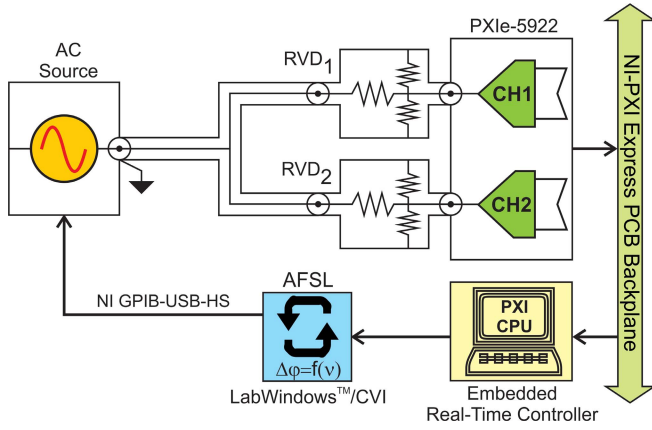 AC
Source
RVD1
RVD2
PXIe-5922
CH1
CH2
NI-PXI Express PCB Backplane
NI GPIB-USB-HS
AFSL
Δφ=f(ν)
LabWindows™/CVI
PXI
CPU
Embedded
Real-Time Controller